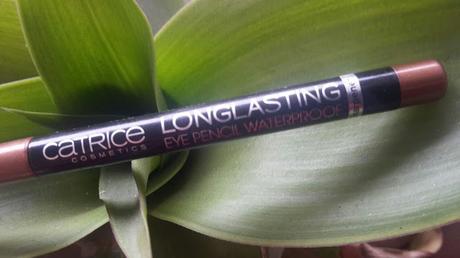 CATRICE
COSMETICS
LONGLASTING
EYE PENCIL WATERPROOF